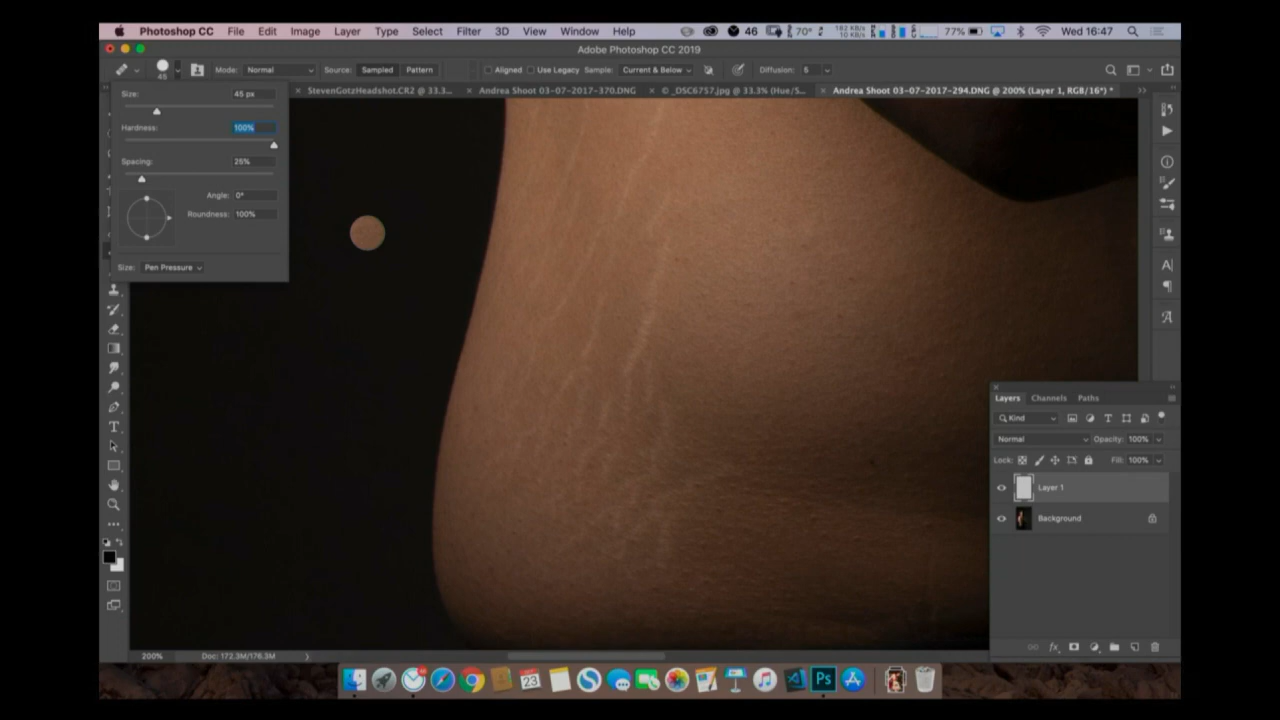 Photoshop CC File Edit Image Layer Type Select Filter 3D View Window Help 46 70° 77% Wed 16:47
Adobe Photoshop CC 2019
45 Mode: Normal Source: Sampled Pattern Aligned Use Legacy Sample: Current & Below Diffusion: 5
StevenGotzHeadshot.CR2 @ 33.3... × Andrea Shoot 03-07-2017-370.DNG × © _DSC6757.jpg @ 33.3% (Hue/S... × Andrea Shoot 03-07-2017-294.DNG @ 200% (Layer 1, RGB/16*) *
Size: 45 px
Hardness: 100%
Spacing: 25%
Angle: 0°
Roundness: 100%
Size: Pen Pressure
Layers Channels Paths
Kind
Normal Opacity: 100%
Lock: Fill: 100%
Layer 1
Background
200% Doc: 172.3M/176.3M
23
Ps